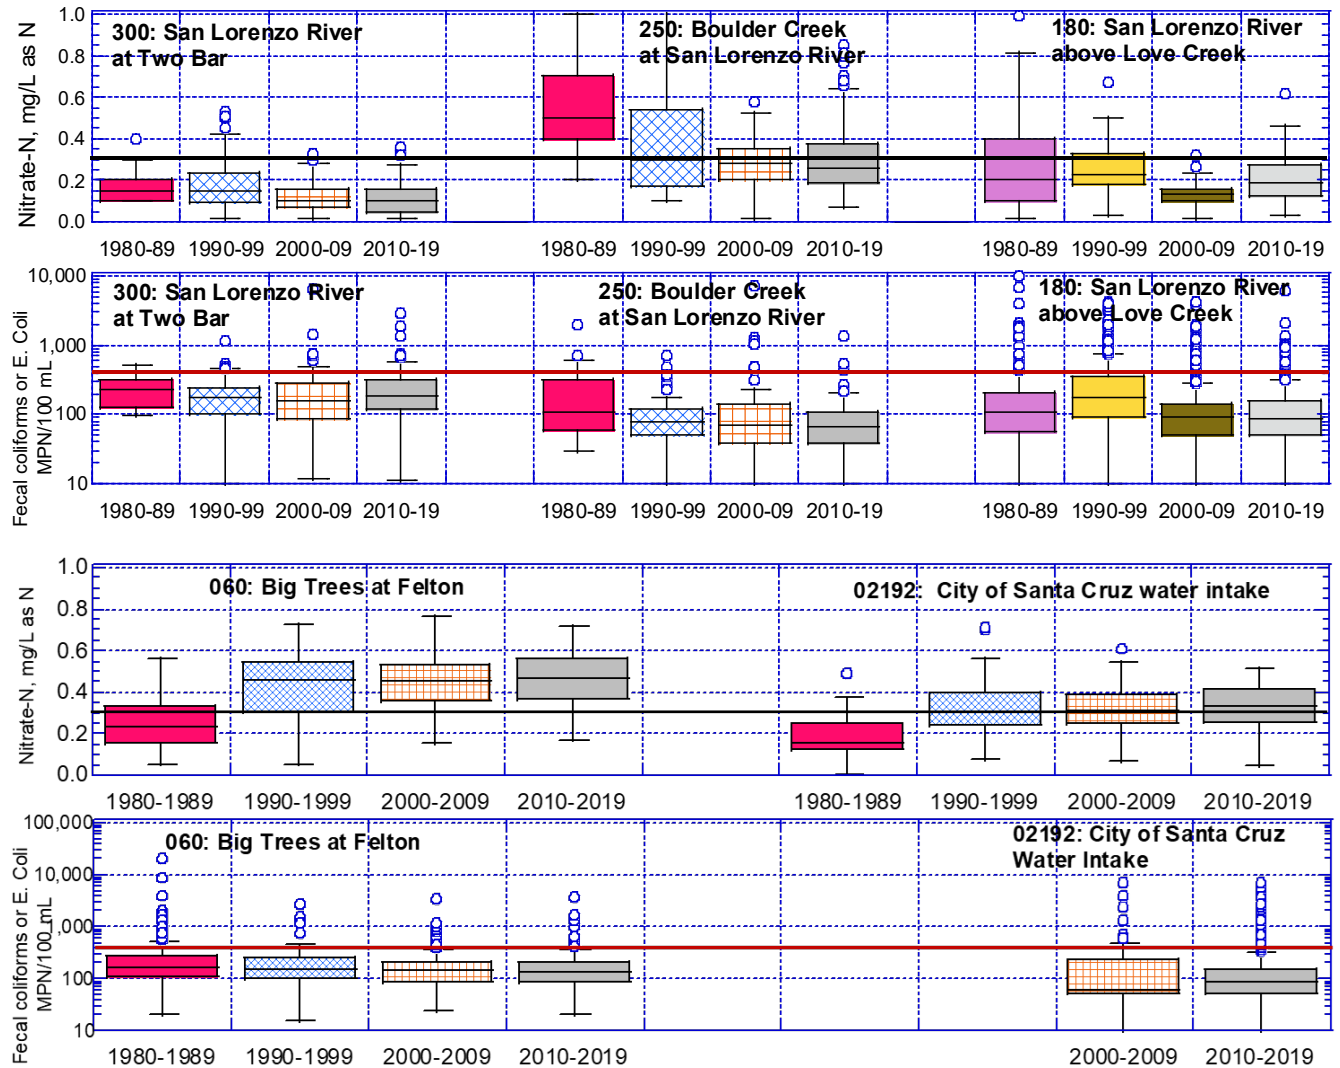 Nitrate-N, mg/L as N
1.0
0.8
0.6
0.4
0.2
0.0
300: San Lorenzo River
at Two Bar
250: Boulder Creek
at San Lorenzo River
180: San Lorenzo River
above Love Creek
1980-89 1990-99 2000-09 2010-19 1980-89 1990-99 2000-09 2010-19 1980-89 1990-99 2000-09 2010-19
Fecal coliforms or E. Coli
MPN/100 mL
10,000
1,000
100
10
300: San Lorenzo River
at Two Bar
250: Boulder Creek
at San Lorenzo River
180: San Lorenzo River
above Love Creek
1980-89 1990-99 2000-09 2010-19 1980-89 1990-99 2000-09 2010-19 1980-89 1990-99 2000-09 2010-19
Nitrate-N, mg/L as N
1.0
0.8
0.6
0.4
0.2
0.0
060: Big Trees at Felton
02192: City of Santa Cruz water intake
1980-1989 1990-1999 2000-2009 2010-2019 1980-1989 1990-1999 2000-2009 2010-2019
Fecal coliforms or E. Coli
MPN/100 mL
100,000
10,000
1,000
100
10
060: Big Trees at Felton
02192: City of Santa Cruz
Water Intake
1980-1989 1990-1999 2000-2009 2010-2019 2000-2009 2010-2019